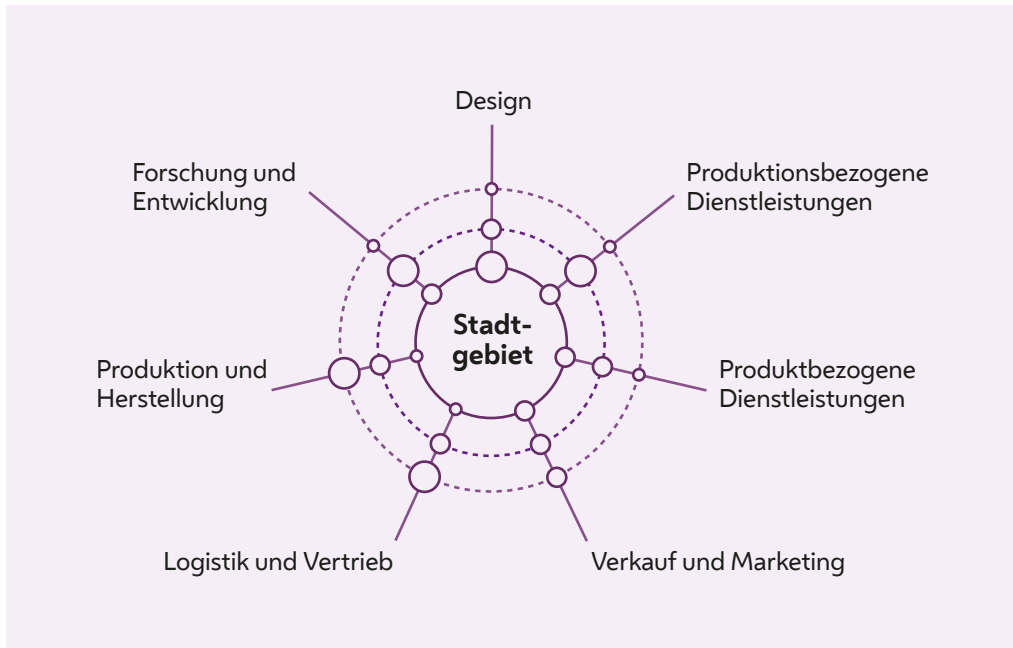 Design
Forschung und
Entwicklung
Produktionsbezogene
Dienstleistungen
Stadt-
gebiet
Produktion und
Herstellung
Produktbezogene
Dienstleistungen
Logistik und Vertrieb
Verkauf und Marketing